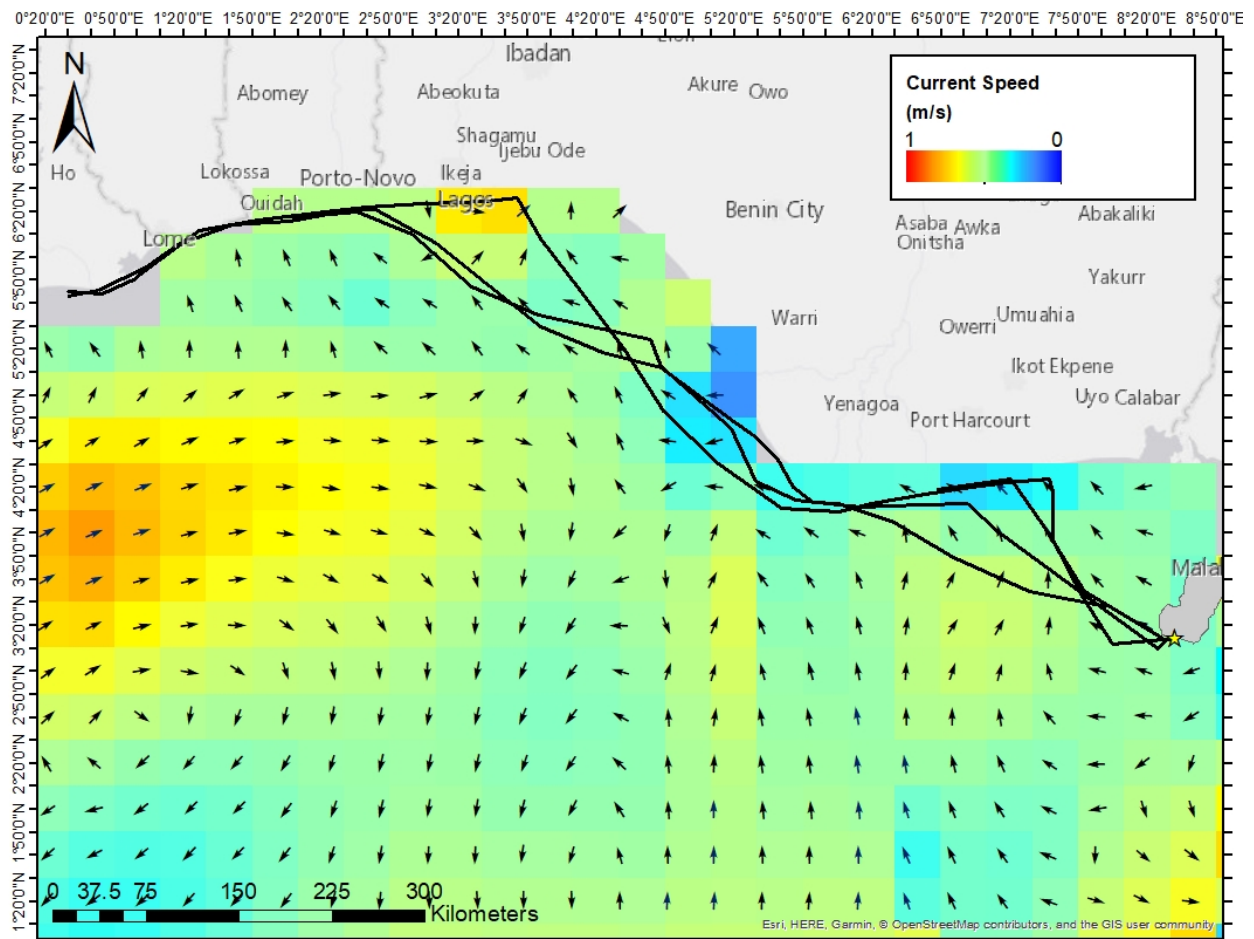 0°20'0"E 0°50'0"E 1°20'0"E 1°50'0"E 2°20'0"E 2°50'0"E 3°20'0"E 3°50'0"E 4°20'0"E 4°50'0"E 5°20'0"E 5°50'0"E 6°20'0"E 6°50'0"E 7°20'0"E 7°50'0"E 8°20'0"E 8°50'0"E
7°20'0"N
6°50'0"N
6°20'0"N
5°50'0"N
5°20'0"N
4°50'0"N
4°20'0"N
3°50'0"N
3°20'0"N
2°50'0"N
2°20'0"N
1°50'0"N
1°20'0"N
N
Current Speed
(m/s)
1 0
Ibadan
Abomey
Abeokuta
Akure
Owo
Shagamu
Ijebu Ode
Ho
Lokossa
Porto-Novo
Ikeja
Ouidah
Lagos
Lome
Benin City
Asaba
Awka
Onitsha
Abakaliki
Yakurr
Warri
Owerri
Umuahia
Ikot Ekpene
Yenagoa
Port Harcourt
Uyo
Calabar
Mala
0 37.5 75 150 225 300
Kilometers
Esri, HERE, Garmin, © OpenStreetMap contributors, and the GIS user community